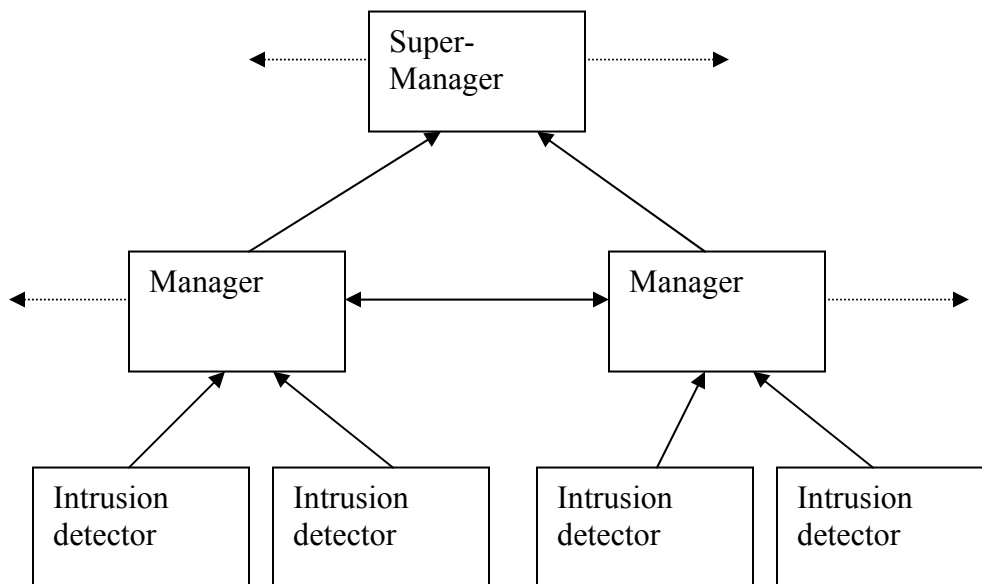 Super-
Manager
Manager
Manager
Intrusion
detector
Intrusion
detector
Intrusion
detector
Intrusion
detector